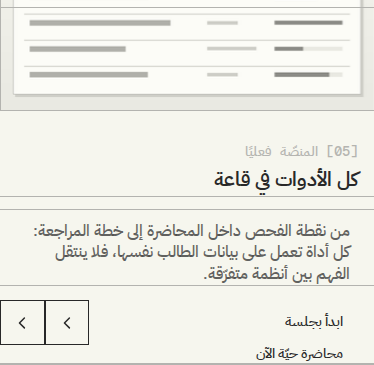 [05] المنصّة فعليًا
كل الأدوات في قاعة
من نقطة الفحص داخل المحاضرة إلى خطة المراجعة:
كل أداة تعمل على بيانات الطالب نفسها، فلا ينتقل
الفهم بين أنظمة متفرّقة.
ابدأ بجلسة
محاضرة حيّة الآن